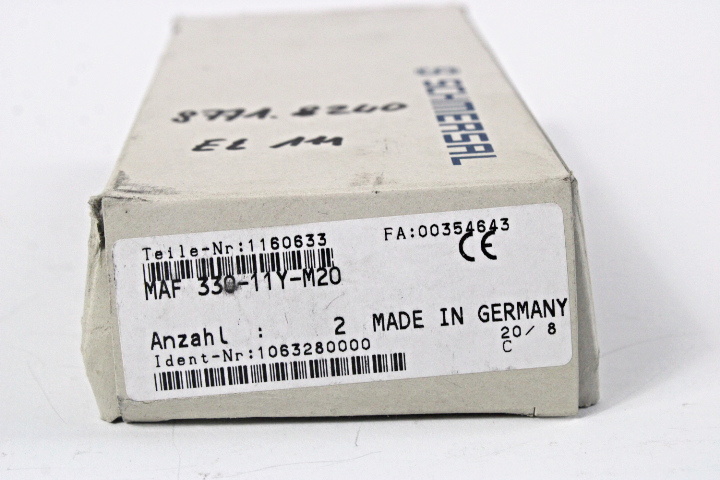 SCHMERSAL
8771.8240
EL 111
Teile-Nr:1160633
FA:00354643
CE
MAF 330-11Y-M20
Anzahl : 2 MADE IN GERMANY
20/ 8
Ident-Nr:1063280000
C